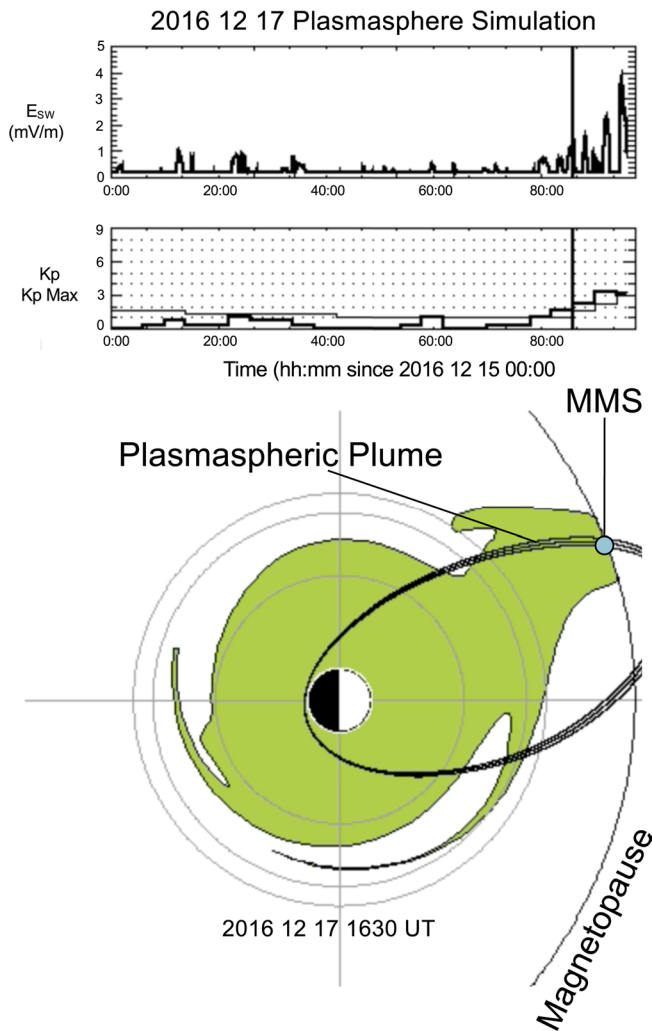 2016 12 17 Plasmasphere Simulation
E_SW
(mV/m)
5
4
3
2
1
0
0:00 20:00 40:00 60:00 80:00
Kp
Kp Max
9
6
3
0
0:00 20:00 40:00 60:00 80:00
Time (hh:mm since 2016 12 15 00:00
MMS
Plasmaspheric Plume
2016 12 17 1630 UT
Magnetopause